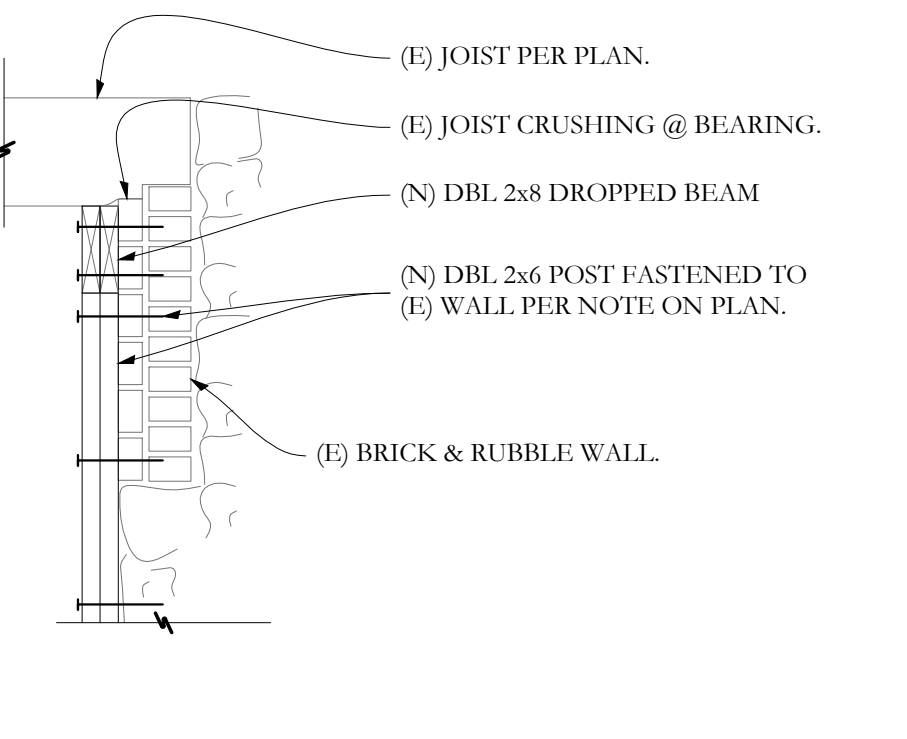 (E) JOIST PER PLAN.
(E) JOIST CRUSHING @ BEARING.
(N) DBL 2x8 DROPPED BEAM
(N) DBL 2x6 POST FASTENED TO
(E) WALL PER NOTE ON PLAN.
(E) BRICK & RUBBLE WALL.